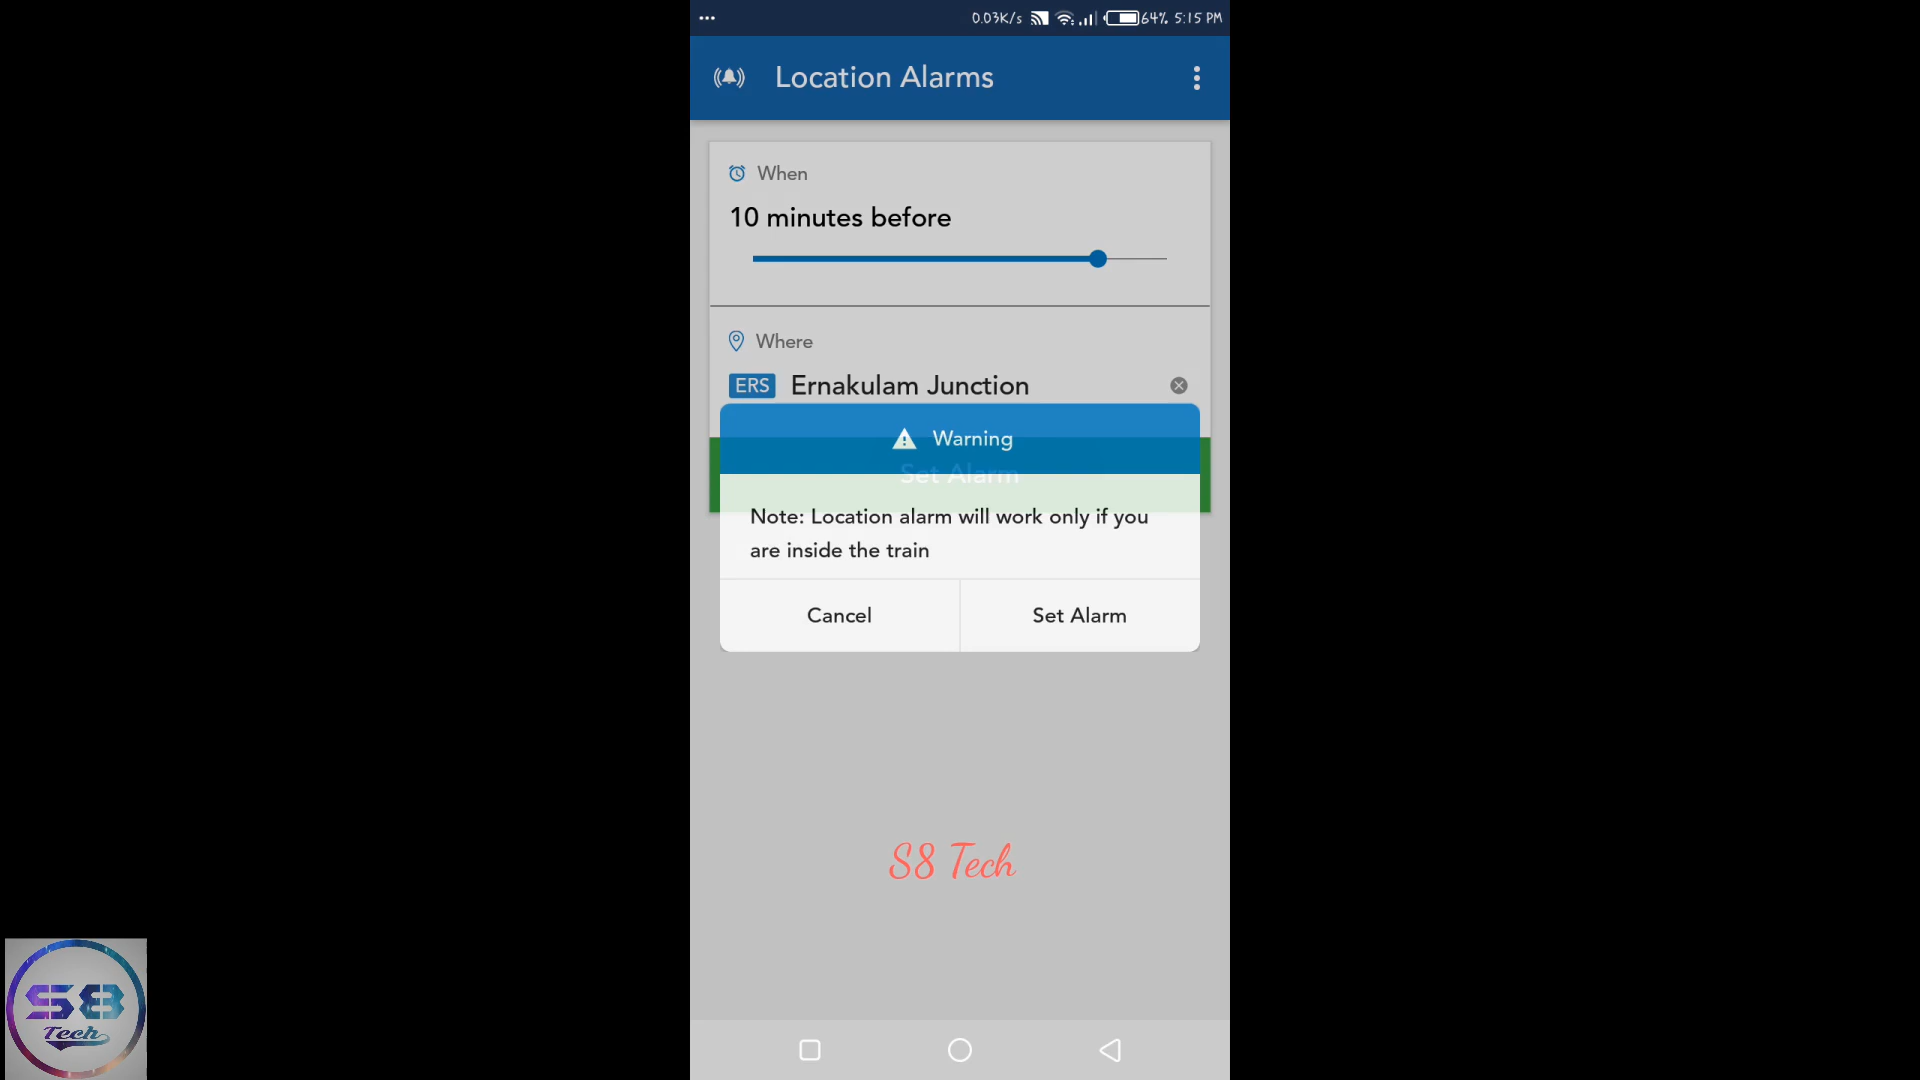 ... 0.03K/s 64% 5:15 PM
Location Alarms
When
10 minutes before
Where
ERS Ernakulam Junction
Warning
Set Alarm
Note: Location alarm will work only if you
are inside the train
Cancel Set Alarm
S8 Tech
S8
Tech